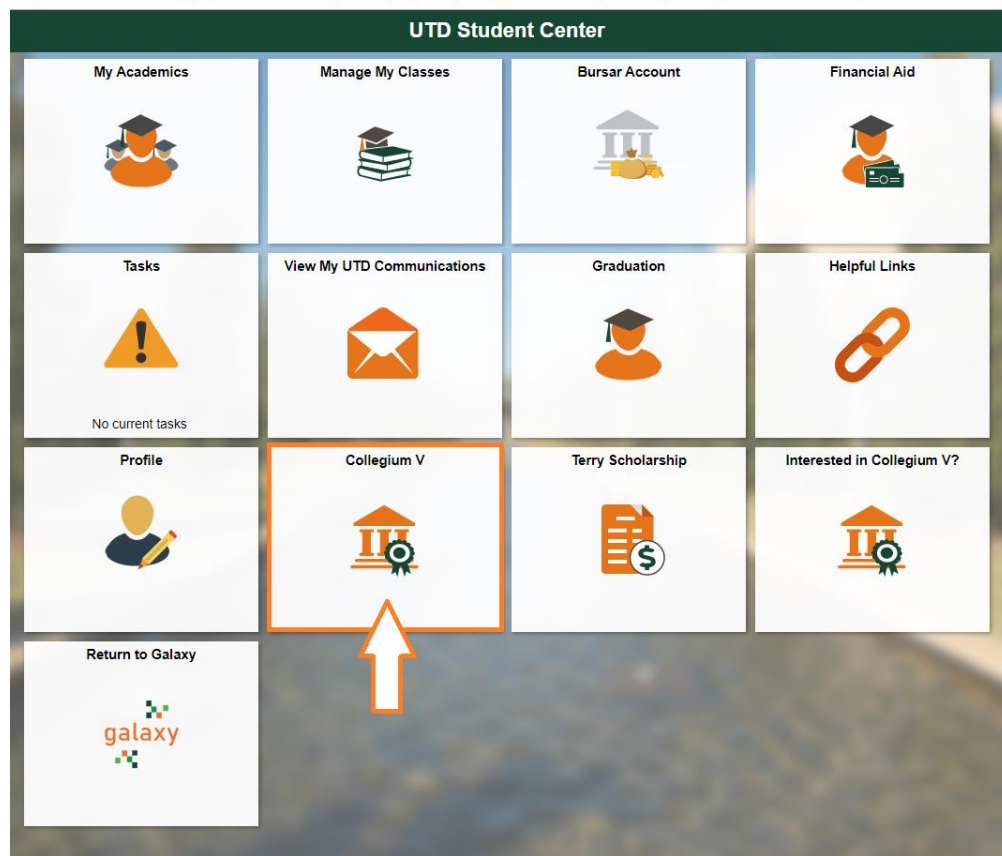 UTD Student Center
My Academics
Manage My Classes
Bursar Account
Financial Aid
Tasks
No current tasks
View My UTD Communications
Graduation
Helpful Links
Profile
Collegium V
Terry Scholarship
$
Interested in Collegium V?
Return to Galaxy
galaxy